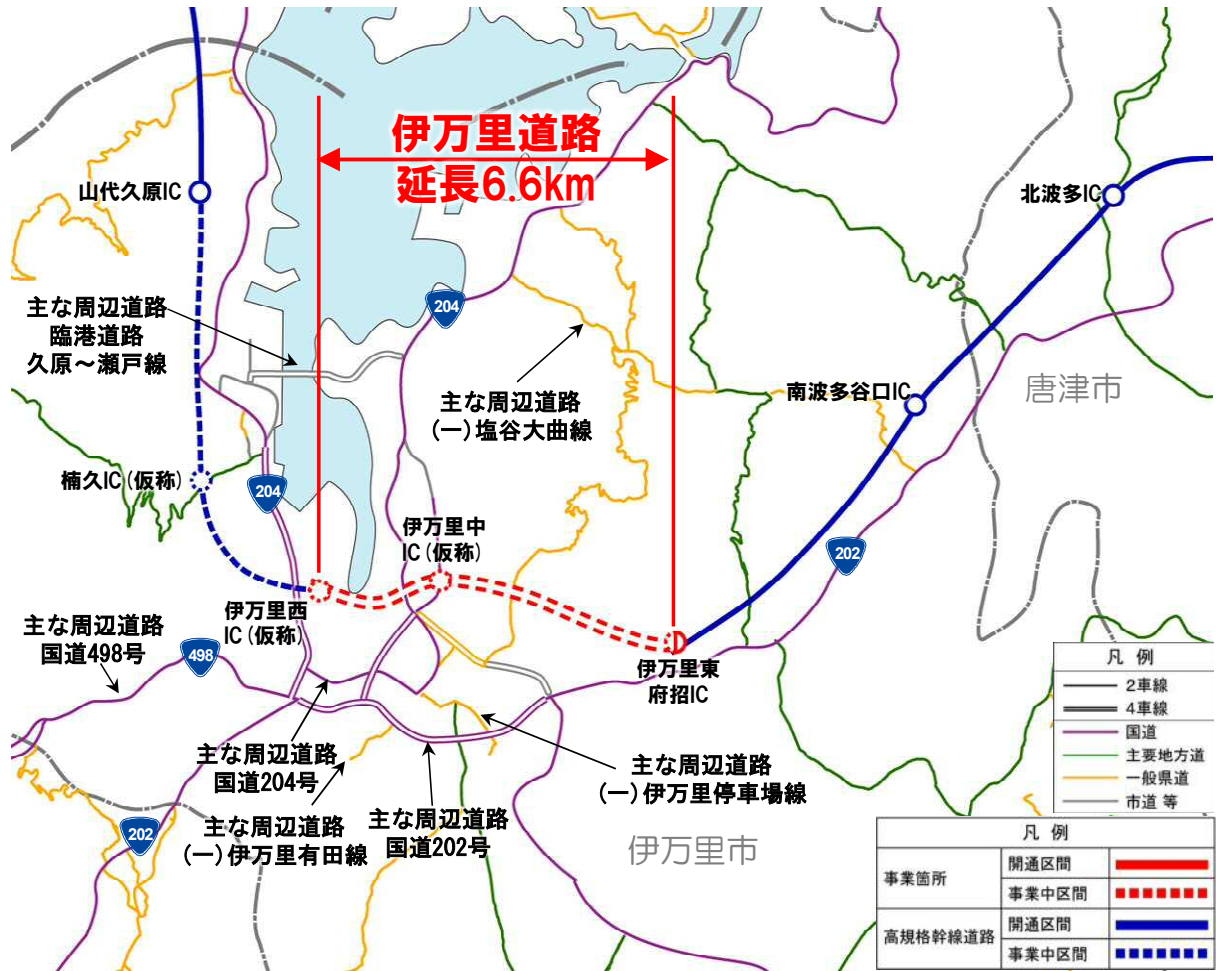 伊万里道路
延長6.6km
山代久原IC
北波多IC
主な周辺道路
臨港道路
久原～瀬戸線
204
主な周辺道路
(一)塩谷大曲線
南波多谷口IC
唐津市
楠久IC(仮称)
204
伊万里中
IC(仮称)
202
伊万里西
IC(仮称)
主な周辺道路
国道498号
498
伊万里東
府招IC
主な周辺道路
国道204号
主な周辺道路
(一)伊万里停車場線
202
主な周辺道路
(一)伊万里有田線
主な周辺道路
国道202号
伊万里市
凡 例
2車線
4車線
国道
主要地方道
一般県道
市道 等
凡 例
事業箇所
開通区間
事業中区間
高規格幹線道路
開通区間
事業中区間